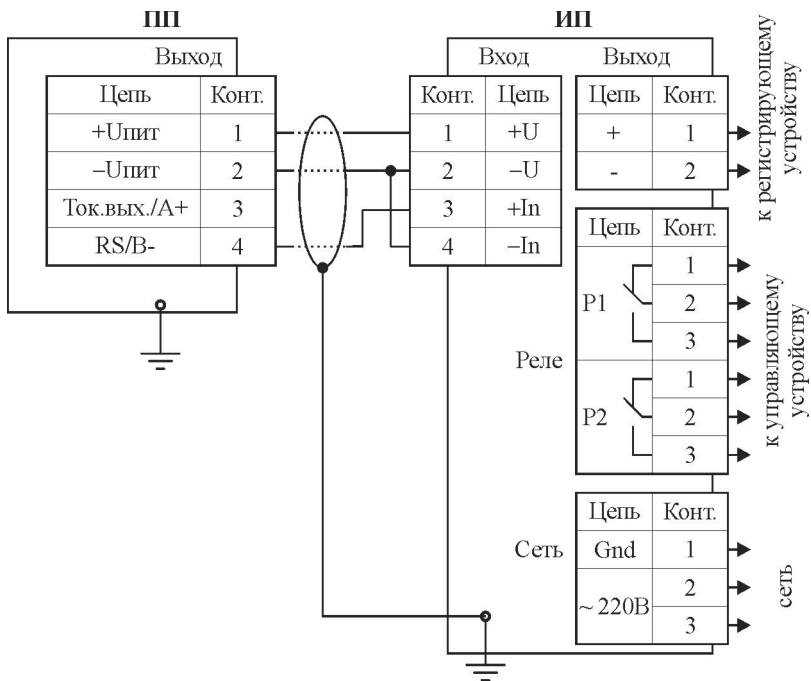 ПП
ИП
Выход
Цепь Конт.
+Uпит 1
–Uпит 2
Ток.вых./А+ 3
RS/B- 4
Вход
Конт. Цепь
1 +U
2 –U
3 +In
4 –In
Выход
Цепь Конт.
+ 1
- 2
к регистрирующему
устройству
Реле
Цепь Конт.
P1
1
2
3
P2
1
2
3
к управляющему
устройству
Сеть
Цепь Конт.
Gnd 1
~ 220В
2
3
сеть